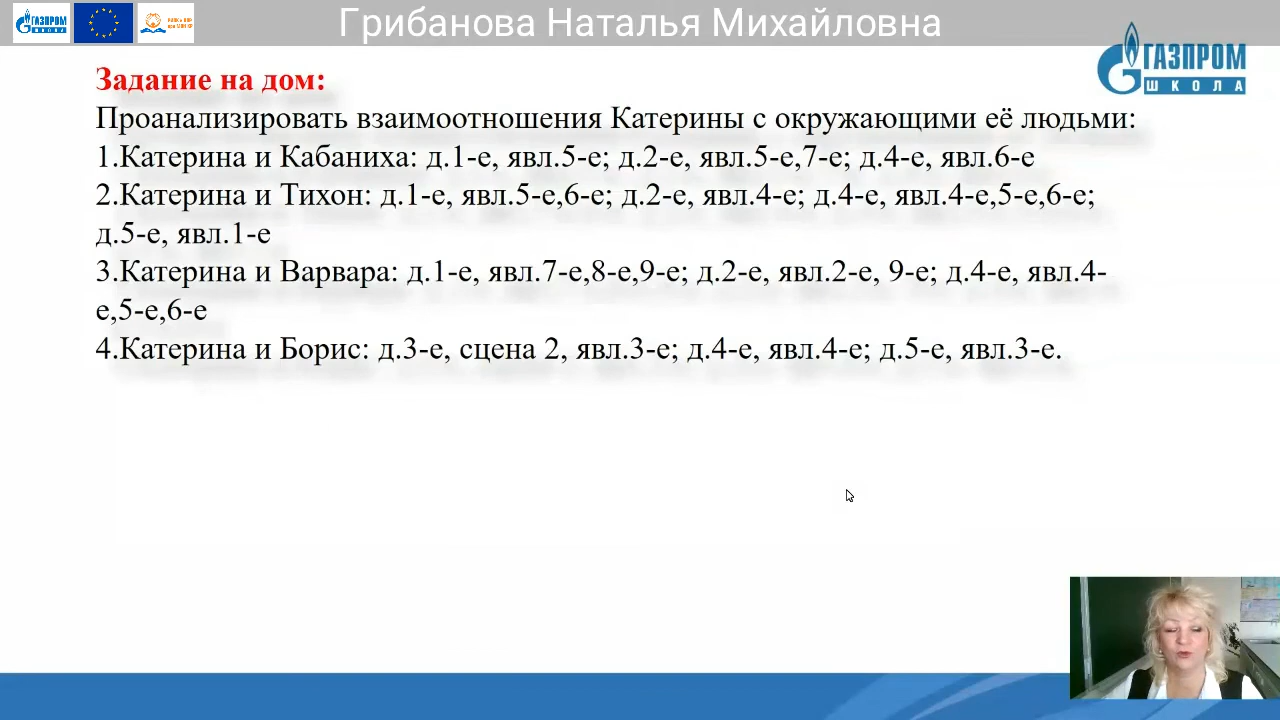 Грибанова Наталья Михайловна
ГАЗПРОМ
ШКОЛА
ГАЗПРОМ
ШКОЛА
Задание на дом:
Проанализировать взаимоотношения Катерины с окружающими её людьми:
1.Катерина и Кабаниха: д.1-е, явл.5-е; д.2-е, явл.5-е,7-е; д.4-е, явл.6-е
2.Катерина и Тихон: д.1-е, явл.5-е,6-е; д.2-е, явл.4-е; д.4-е, явл.4-е,5-е,6-е;
д.5-е, явл.1-е
3.Катерина и Варвара: д.1-е, явл.7-е,8-е,9-е; д.2-е, явл.2-е, 9-е; д.4-е, явл.4-
е,5-е,6-е
4.Катерина и Борис: д.3-е, сцена 2, явл.3-е; д.4-е, явл.4-е; д.5-е, явл.3-е.